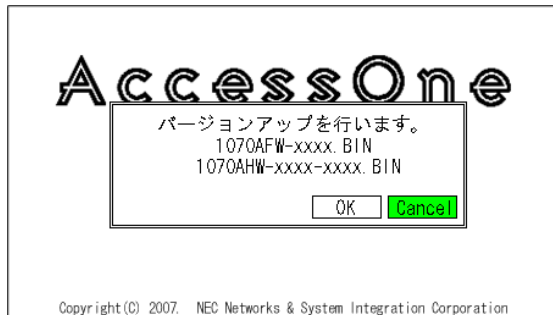 AccessOne
バージョンアップを行います。
1070AFW-xxxx.BIN
1070AHW-xxxx-xxxx.BIN
OK Cancel
Copyright(C) 2007. NEC Networks & System Integration Corporation